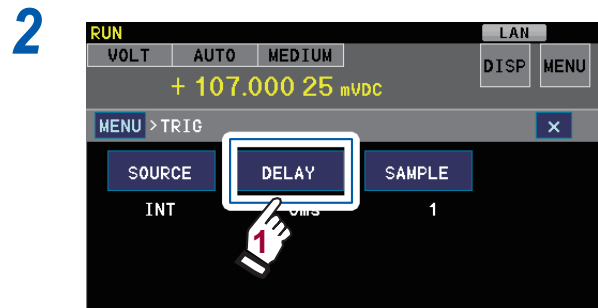 2
RUN LAN
VOLT AUTO MEDIUM DISP MENU
+ 107.000 25 mVDC
MENU > TRIG ×
SOURCE DELAY SAMPLE
INT 0ms 1
1